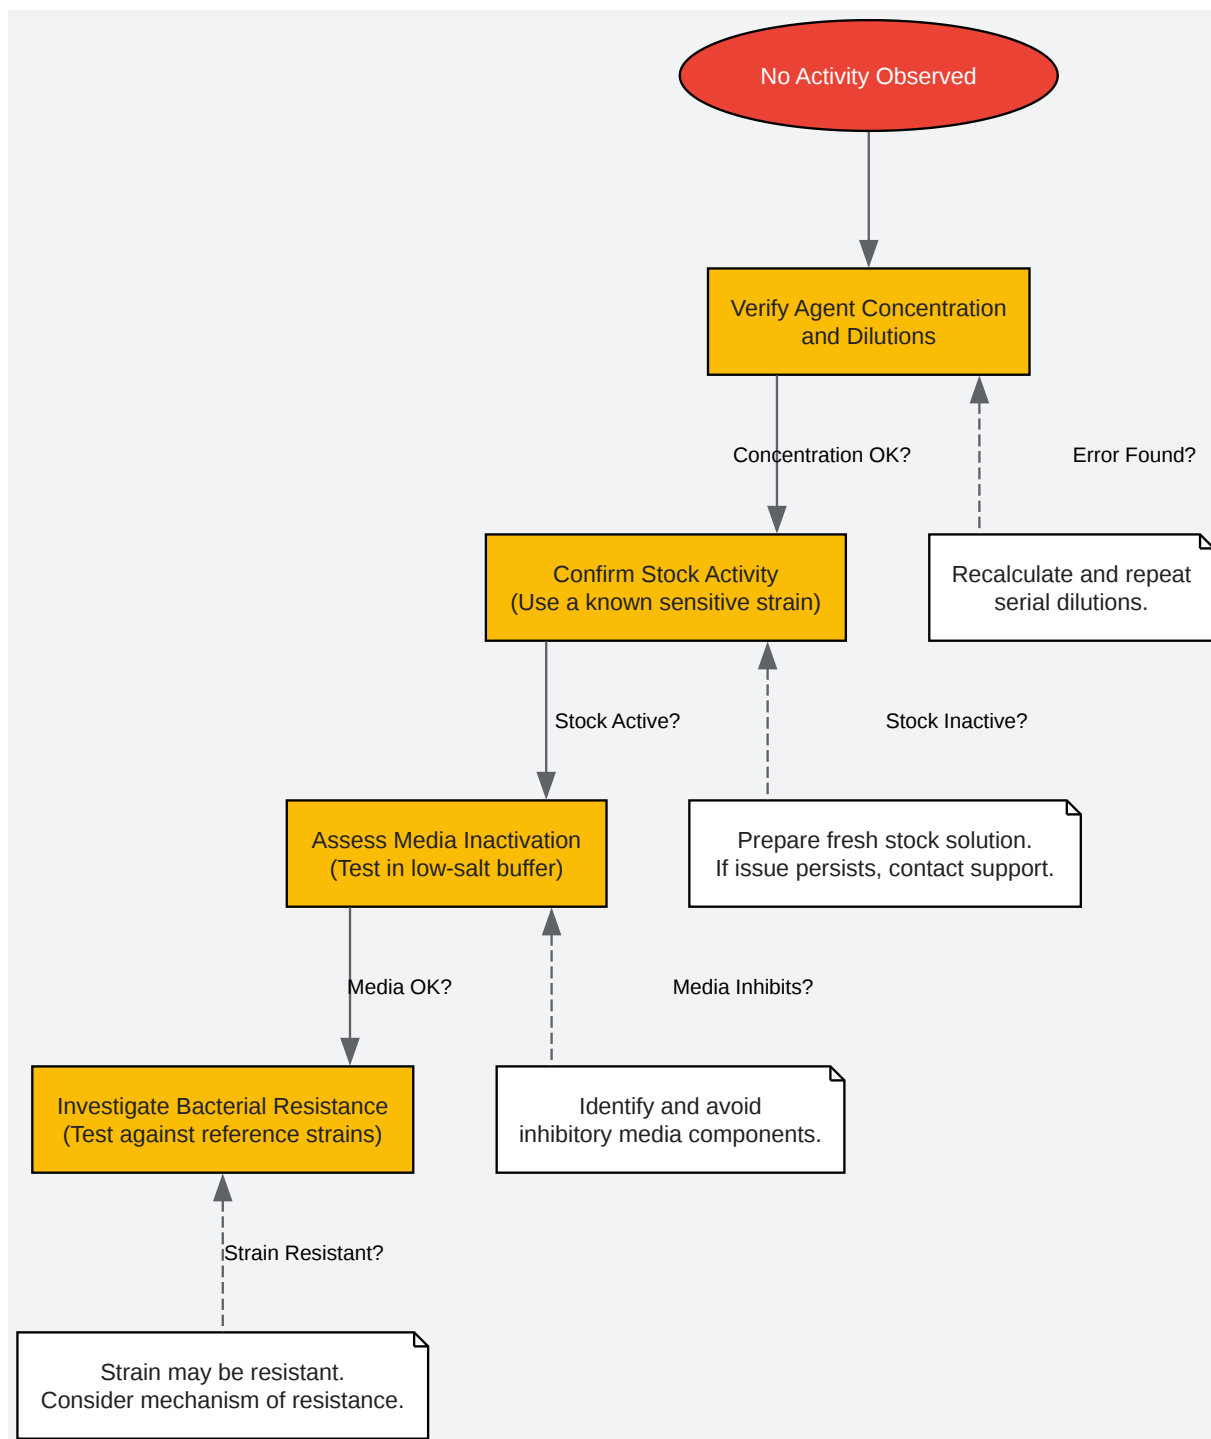 No Activity Observed
Verify Agent Concentration
and Dilutions
Concentration OK?
Error Found?
Confirm Stock Activity
(Use a known sensitive strain)
Recalculate and repeat
serial dilutions.
Stock Active?
Stock Inactive?
Assess Media Inactivation
(Test in low-salt buffer)
Prepare fresh stock solution.
If issue persists, contact support.
Media OK?
Media Inhibits?
Investigate Bacterial Resistance
(Test against reference strains)
Identify and avoid
inhibitory media components.
Strain Resistant?
Strain may be resistant.
Consider mechanism of resistance.